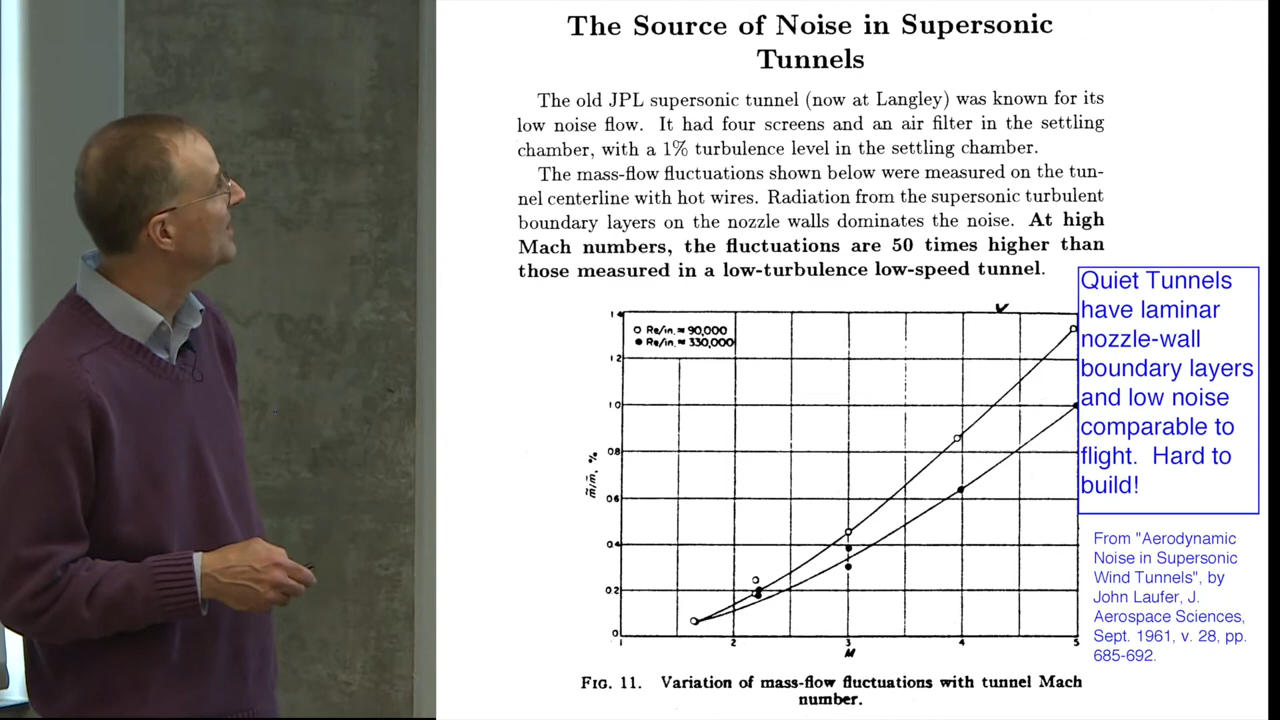 The Source of Noise in Supersonic
Tunnels
The old JPL supersonic tunnel (now at Langley) was known for its
low noise flow. It had four screens and an air filter in the settling
chamber, with a 1% turbulence level in the settling chamber.
The mass-flow fluctuations shown below were measured on the tun-
nel centerline with hot wires. Radiation from the supersonic turbulent
boundary layers on the nozzle walls dominates the noise. At high
Mach numbers, the fluctuations are 50 times higher than
those measured in a low-turbulence low-speed tunnel.
Quiet Tunnels
have laminar
nozzle-wall
boundary layers
and low noise
comparable to
flight. Hard to
build!
Re/in. ≈ 90,000
Re/in. ≈ 330,000
1.4
1.2
1.0
0.8
m̃/m̄, %
0.6
0.4
0.2
0
1 2 3 4 5
M
From "Aerodynamic
Noise in Supersonic
Wind Tunnels", by
John Laufer, J.
Aerospace Sciences,
Sept. 1961, v. 28, pp.
685-692.
FIG. 11. Variation of mass-flow fluctuations with tunnel Mach
number.